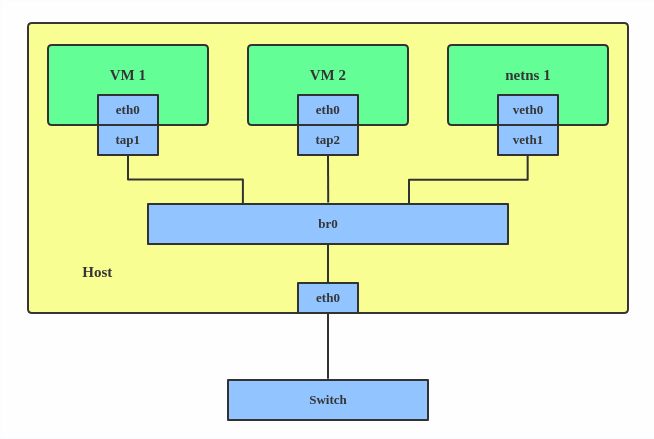 VM 1
VM 2
netns 1
eth0
eth0
veth0
tap1
tap2
veth1
br0
Host
eth0
Switch